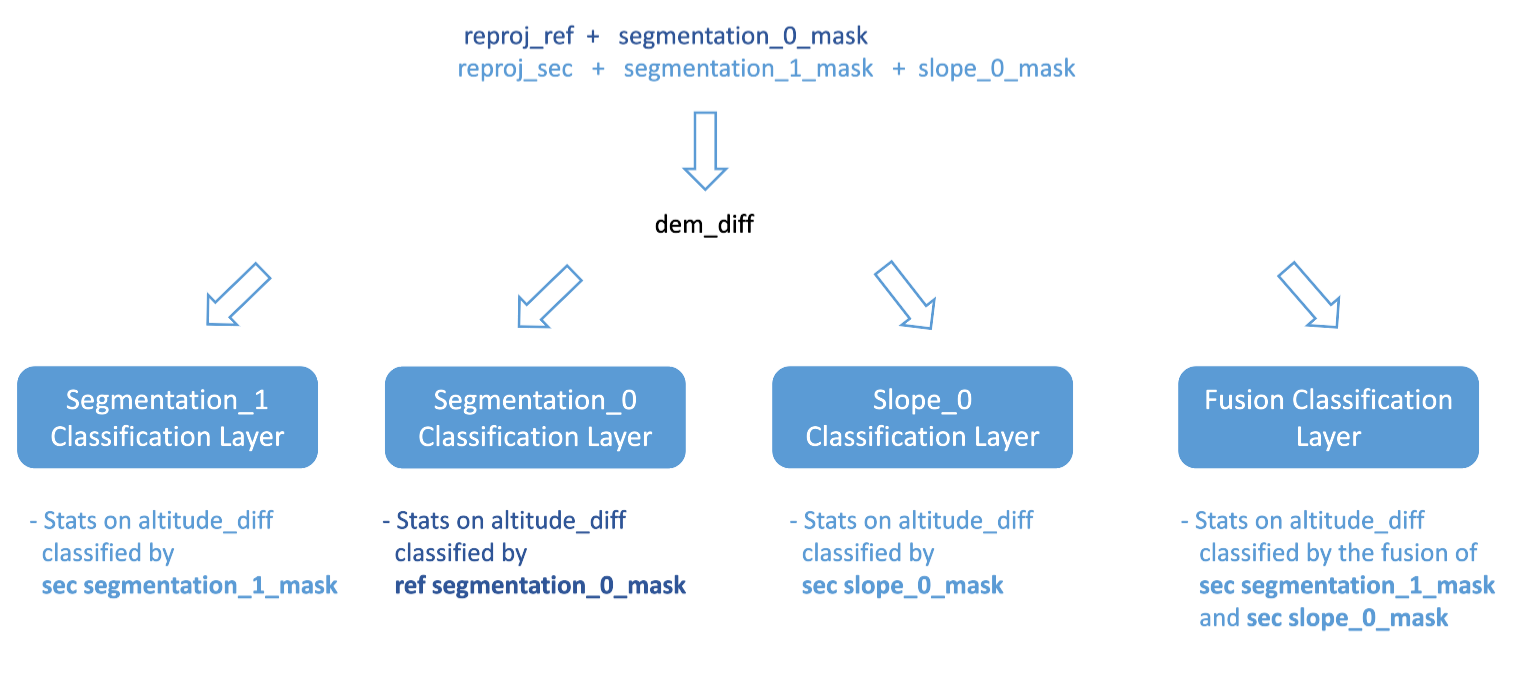 reproj_ref + segmentation_0_mask
reproj_sec + segmentation_1_mask + slope_0_mask
dem_diff
Segmentation_1
Classification Layer
- Stats on altitude_diff
classified by
sec segmentation_1_mask
Segmentation_0
Classification Layer
- Stats on altitude_diff
classified by
ref segmentation_0_mask
Slope_0
Classification Layer
- Stats on altitude_diff
classified by
sec slope_0_mask
Fusion Classification
Layer
- Stats on altitude_diff
classified by the fusion of
sec segmentation_1_mask
and sec slope_0_mask